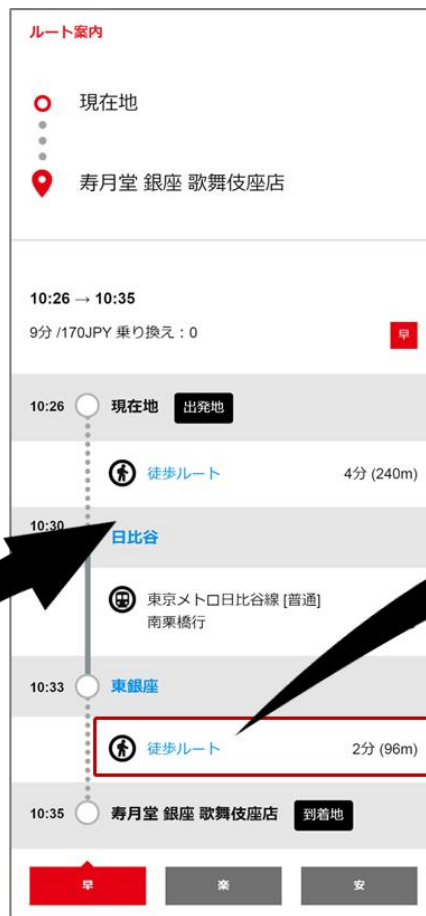 ルート案内
現在地
寿月堂 銀座 歌舞伎座店
10:26 → 10:35
9分 /170JPY 乗り換え：0
早
10:26 現在地 出発地
徒歩ルート 4分 (240m)
10:30
日比谷
東京メトロ日比谷線 [普通]
南栗橋行
10:33 東銀座
徒歩ルート 2分 (96m)
10:35 寿月堂 銀座 歌舞伎座店 到着地
早 楽 安